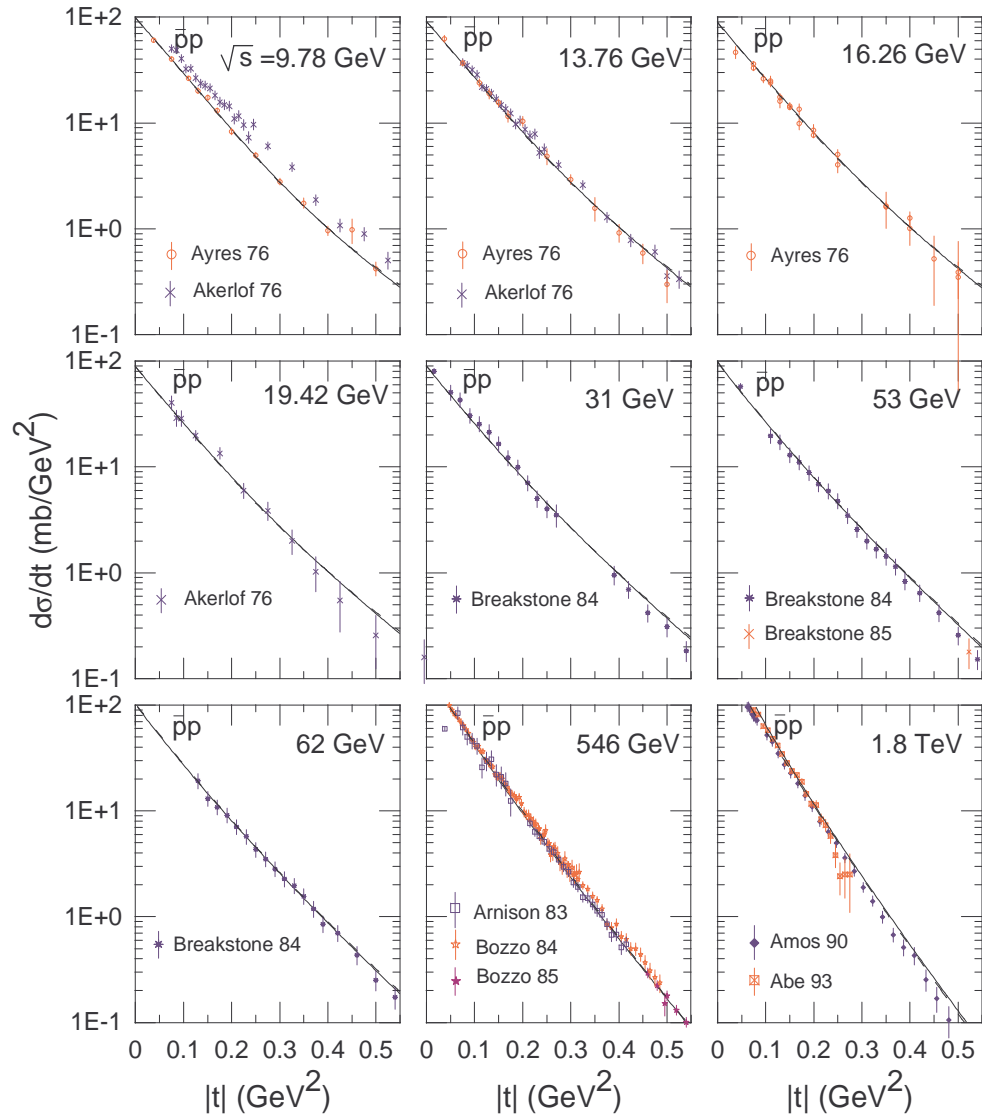 1E+2
p̅p
√s =9.78 GeV
1E+1
1E+0
Ayres 76
Akerlof 76
1E-1
p̅p
13.76 GeV
Ayres 76
Akerlof 76
p̅p
16.26 GeV
Ayres 76
dσ/dt (mb/GeV²)
1E+2
p̅p
19.42 GeV
1E+1
1E+0
Akerlof 76
1E-1
p̅p
31 GeV
Breakstone 84
p̅p
53 GeV
Breakstone 84
Breakstone 85
1E+2
p̅p
62 GeV
1E+1
1E+0
Breakstone 84
1E-1
p̅p
546 GeV
Arnison 83
Bozzo 84
Bozzo 85
p̅p
1.8 TeV
Amos 90
Abe 93
0 0.1 0.2 0.3 0.4 0.5
|t| (GeV²)
0 0.1 0.2 0.3 0.4 0.5
|t| (GeV²)
0 0.1 0.2 0.3 0.4 0.5
|t| (GeV²)